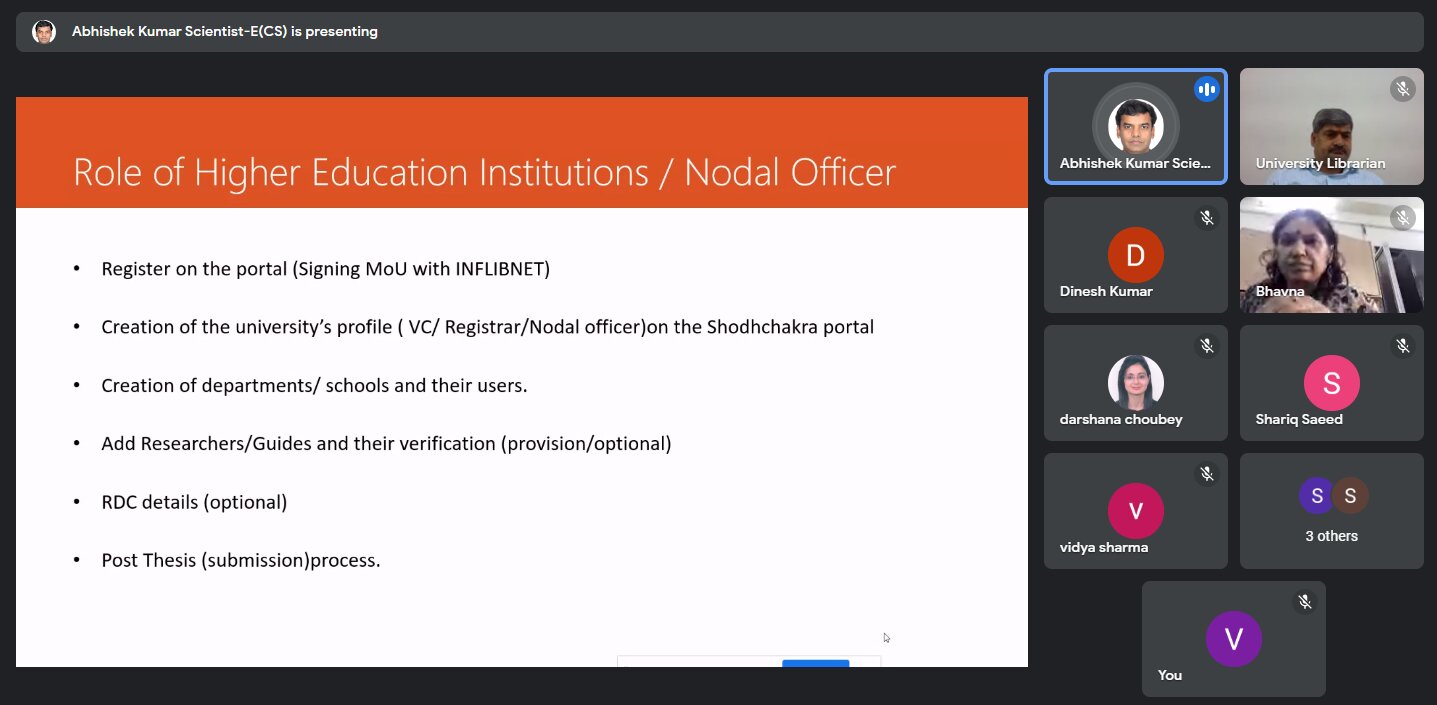 Abhishek Kumar Scientist-E(CS) is presenting
Role of Higher Education Institutions / Nodal Officer
• Register on the portal (Signing MoU with INFLIBNET)
• Creation of the university’s profile ( VC/ Registrar/Nodal officer)on the Shodhchakra portal
• Creation of departments/ schools and their users.
• Add Researchers/Guides and their verification (provision/optional)
• RDC details (optional)
• Post Thesis (submission)process.
Abhishek Kumar Scie...
University Librarian
D
Dinesh Kumar
Bhavna
darshana choubey
S
Shariq Saeed
V
vidya sharma
S S
3 others
V
You